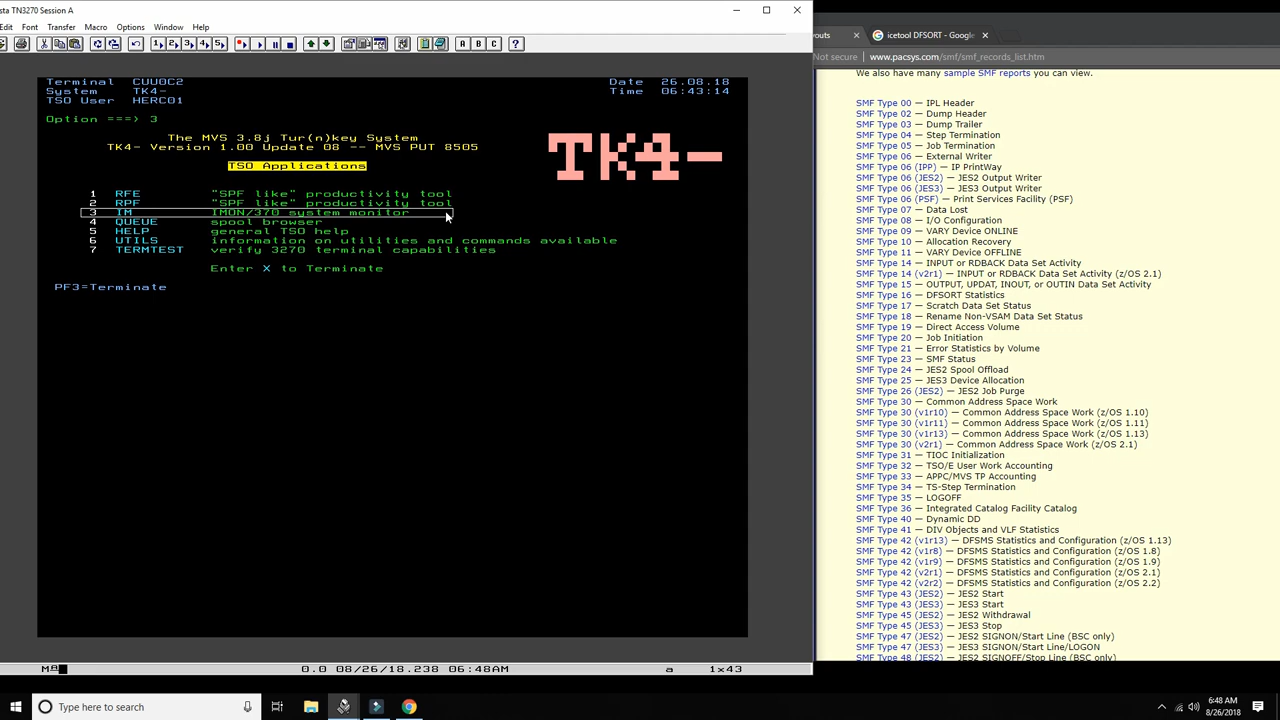 sta TN3270 Session A
Edit Font Transfer Macro Options Window Help
Terminal CUU0C2 Date 26.08.18
System TK4- Time 06:43:14
TSO User HERC01
Option ===> 3
The MVS 3.8j Tur(n)key System
TK4- Version 1.00 Update 08 -- MVS PUT 8505
TK4-
TSO Applications
1 RFE "SPF like" productivity tool
2 RPF "SPF like" productivity tool
3 IM IMON/370 system monitor
4 QUEUE spool browser
5 HELP general TSO help
6 UTILS information on utilities and commands available
7 TERMTEST verify 3270 terminal capabilities
Enter X to Terminate
PF3=Terminate
0.0 08/26/18.238 06:48AM a 1x43
youts icetool DFSORT - Google
Not secure www.pacsys.com/smf/smf_records_list.htm
We also have many sample SMF reports you can view.
SMF Type 00 — IPL Header
SMF Type 02 — Dump Header
SMF Type 03 — Dump Trailer
SMF Type 04 — Step Termination
SMF Type 05 — Job Termination
SMF Type 06 — External Writer
SMF Type 06 (IPP) — IP PrintWay
SMF Type 06 (JES2) — JES2 Output Writer
SMF Type 06 (JES3) — JES3 Output Writer
SMF Type 06 (PSF) — Print Services Facility (PSF)
SMF Type 07 — Data Lost
SMF Type 08 — I/O Configuration
SMF Type 09 — VARY Device ONLINE
SMF Type 10 — Allocation Recovery
SMF Type 11 — VARY Device OFFLINE
SMF Type 14 — INPUT or RDBACK Data Set Activity
SMF Type 14 (v2r1) — INPUT or RDBACK Data Set Activity (z/OS 2.1)
SMF Type 15 — OUTPUT, UPDAT, INOUT, or OUTIN Data Set Activity
SMF Type 16 — DFSORT Statistics
SMF Type 17 — Scratch Data Set Status
SMF Type 18 — Rename Non-VSAM Data Set Status
SMF Type 19 — Direct Access Volume
SMF Type 20 — Job Initiation
SMF Type 21 — Error Statistics by Volume
SMF Type 23 — SMF Status
SMF Type 24 — JES2 Spool Offload
SMF Type 25 — JES3 Device Allocation
SMF Type 26 (JES2) — JES2 Job Purge
SMF Type 30 — Common Address Space Work
SMF Type 30 (v1r10) — Common Address Space Work (z/OS 1.10)
SMF Type 30 (v1r11) — Common Address Space Work (z/OS 1.11)
SMF Type 30 (v1r13) — Common Address Space Work (z/OS 1.13)
SMF Type 30 (v2r1) — Common Address Space Work (z/OS 2.1)
SMF Type 31 — TIOC Initialization
SMF Type 32 — TSO/E User Work Accounting
SMF Type 33 — APPC/MVS TP Accounting
SMF Type 34 — TS-Step Termination
SMF Type 35 — LOGOFF
SMF Type 36 — Integrated Catalog Facility Catalog
SMF Type 40 — Dynamic DD
SMF Type 41 — DIV Objects and VLF Statistics
SMF Type 42 (v1r13) — DFSMS Statistics and Configuration (z/OS 1.13)
SMF Type 42 (v1r8) — DFSMS Statistics and Configuration (z/OS 1.8)
SMF Type 42 (v1r9) — DFSMS Statistics and Configuration (z/OS 1.9)
SMF Type 42 (v2r1) — DFSMS Statistics and Configuration (z/OS 2.1)
SMF Type 42 (v2r2) — DFSMS Statistics and Configuration (z/OS 2.2)
SMF Type 43 (JES2) — JES2 Start
SMF Type 43 (JES3) — JES3 Start
SMF Type 45 (JES2) — JES2 Withdrawal
SMF Type 45 (JES3) — JES3 Stop
SMF Type 47 (JES2) — JES2 SIGNON/Start Line (BSC only)
SMF Type 47 (JES3) — JES3 SIGNON/Start Line/LOGON
SMF Type 48 (JES2) — JES2 SIGNOFF/Stop Line (BSC only)
Type here to search
6:48 AM
8/26/2018